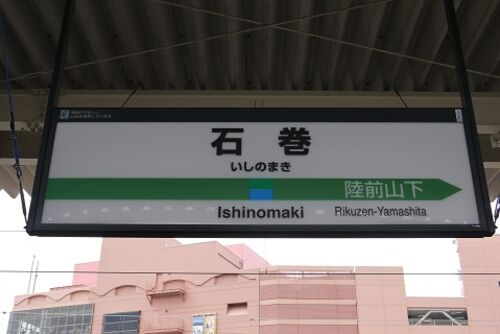 石巻
いしのまき
陸前山下
Ishinomaki
Rikuzen-Yamashita